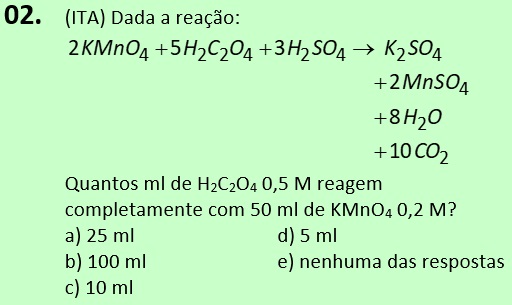 02. (ITA) Dada a reação:
2KMnO₄ +5H₂C₂O₄ +3H₂SO₄ → K₂SO₄
+2MnSO₄
+8H₂O
+10CO₂
Quantos ml de H₂C₂O₄ 0,5 M reagem
completamente com 50 ml de KMnO₄ 0,2 M?
a) 25 ml d) 5 ml
b) 100 ml e) nenhuma das respostas
c) 10 ml